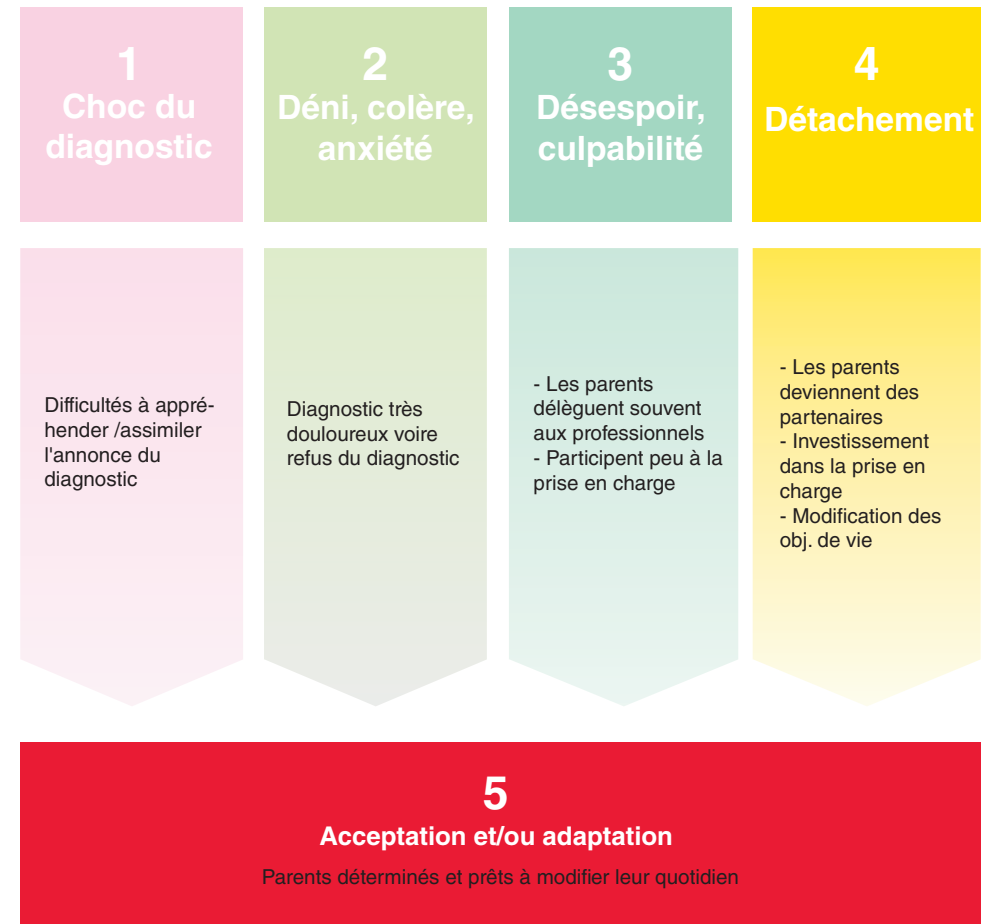 1
Choc du
diagnostic
2
Déni, colère,
anxiété
3
Désespoir,
culpabilité
4
Détachement
Difficultés à appré-
hender /assimiler
l'annonce du
diagnostic
Diagnostic très
douloureux voire
refus du diagnostic
- Les parents
délèguent souvent
aux professionnels
- Participent peu à la
prise en charge
- Les parents
deviennent des
partenaires
- Investissement
dans la prise en
charge
- Modification des
obj. de vie
5
Acceptation et/ou adaptation
Parents déterminés et prêts à modifier leur quotidien